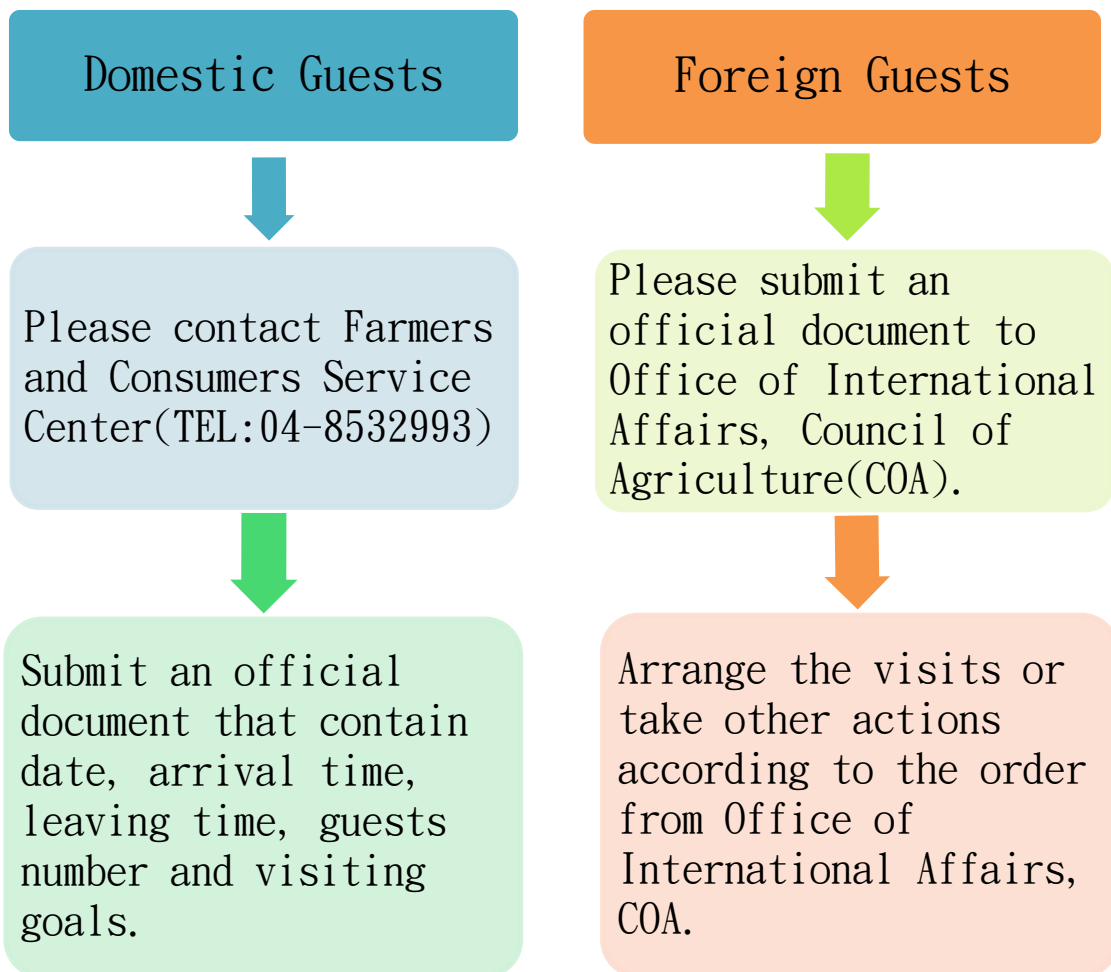 Domestic Guests
Please contact Farmers
and Consumers Service
Center(TEL:04-8532993)
Submit an official
document that contain
date, arrival time,
leaving time, guests
number and visiting
goals.
Foreign Guests
Please submit an
official document to
Office of International
Affairs, Council of
Agriculture(COA).
Arrange the visits or
take other actions
according to the order
from Office of
International Affairs,
COA.